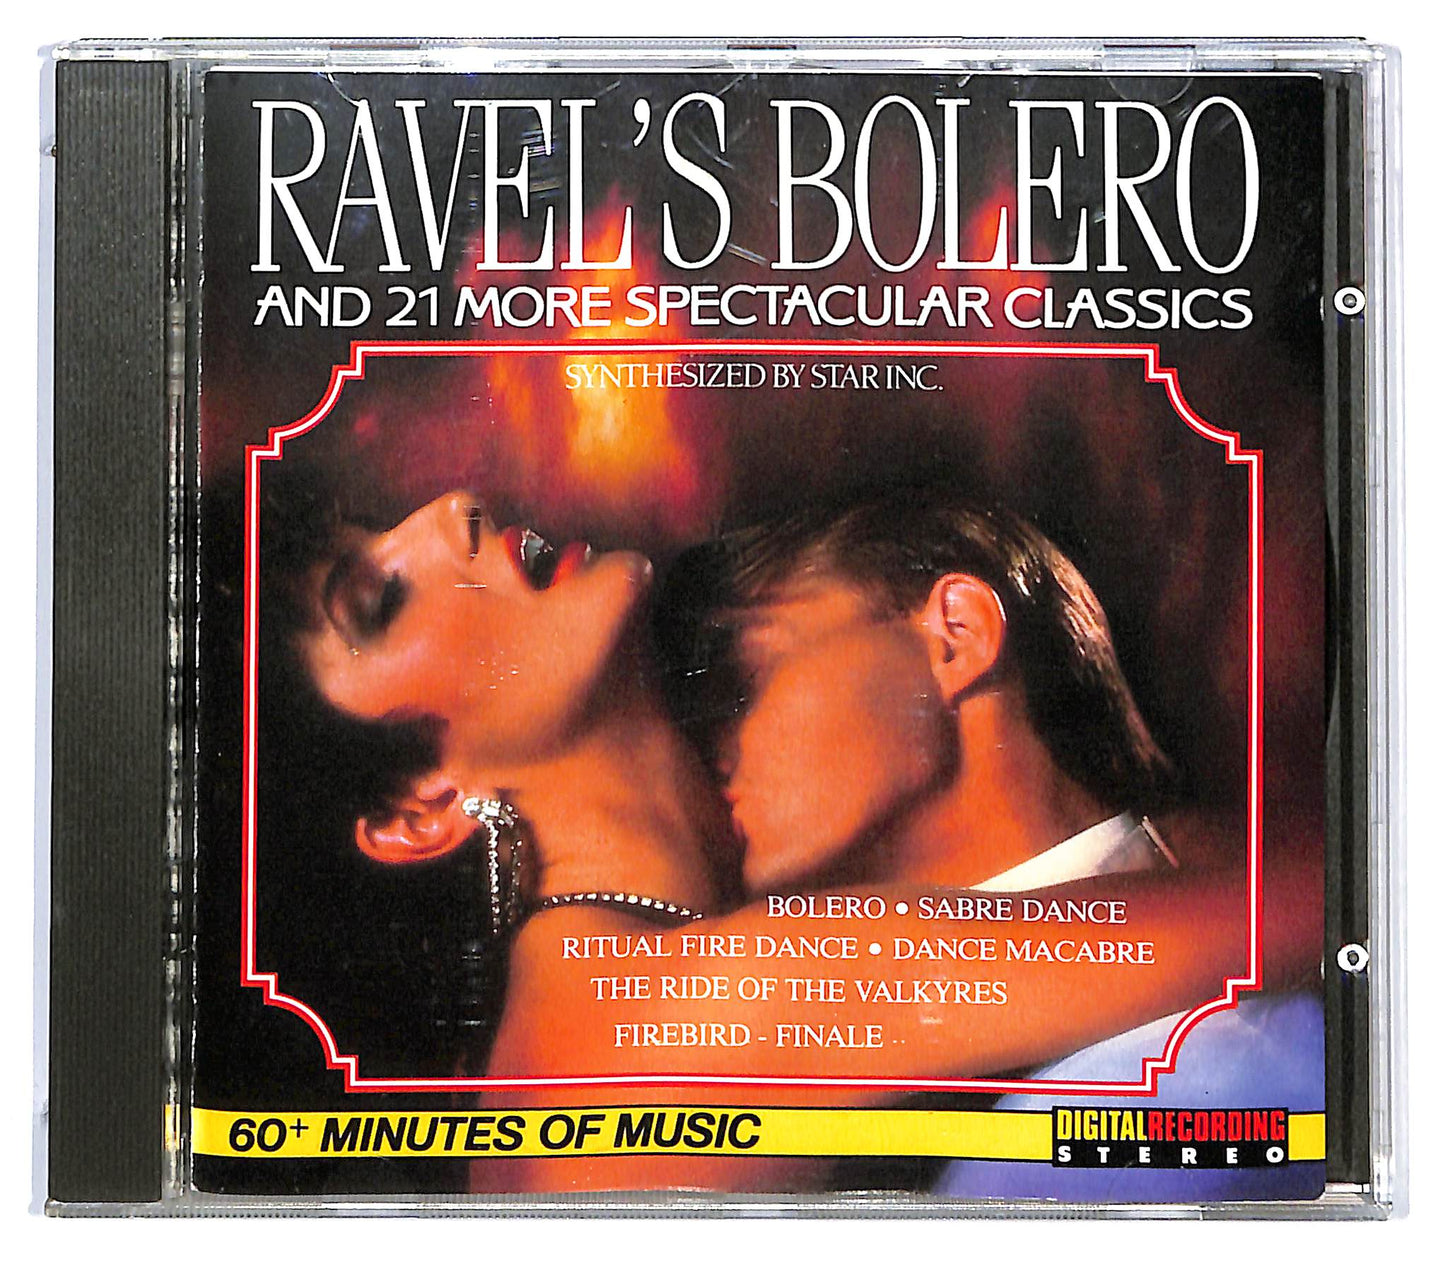 RAVEL'S BOLERO
AND 21 MORE SPECTACULAR CLASSICS
SYNTHESIZED BY STAR INC.
BOLERO • SABRE DANCE
RITUAL FIRE DANCE • DANCE MACABRE
THE RIDE OF THE VALKYRES
FIREBIRD - FINALE ..
60+ MINUTES OF MUSIC
DIGITAL RECORDING
STEREO